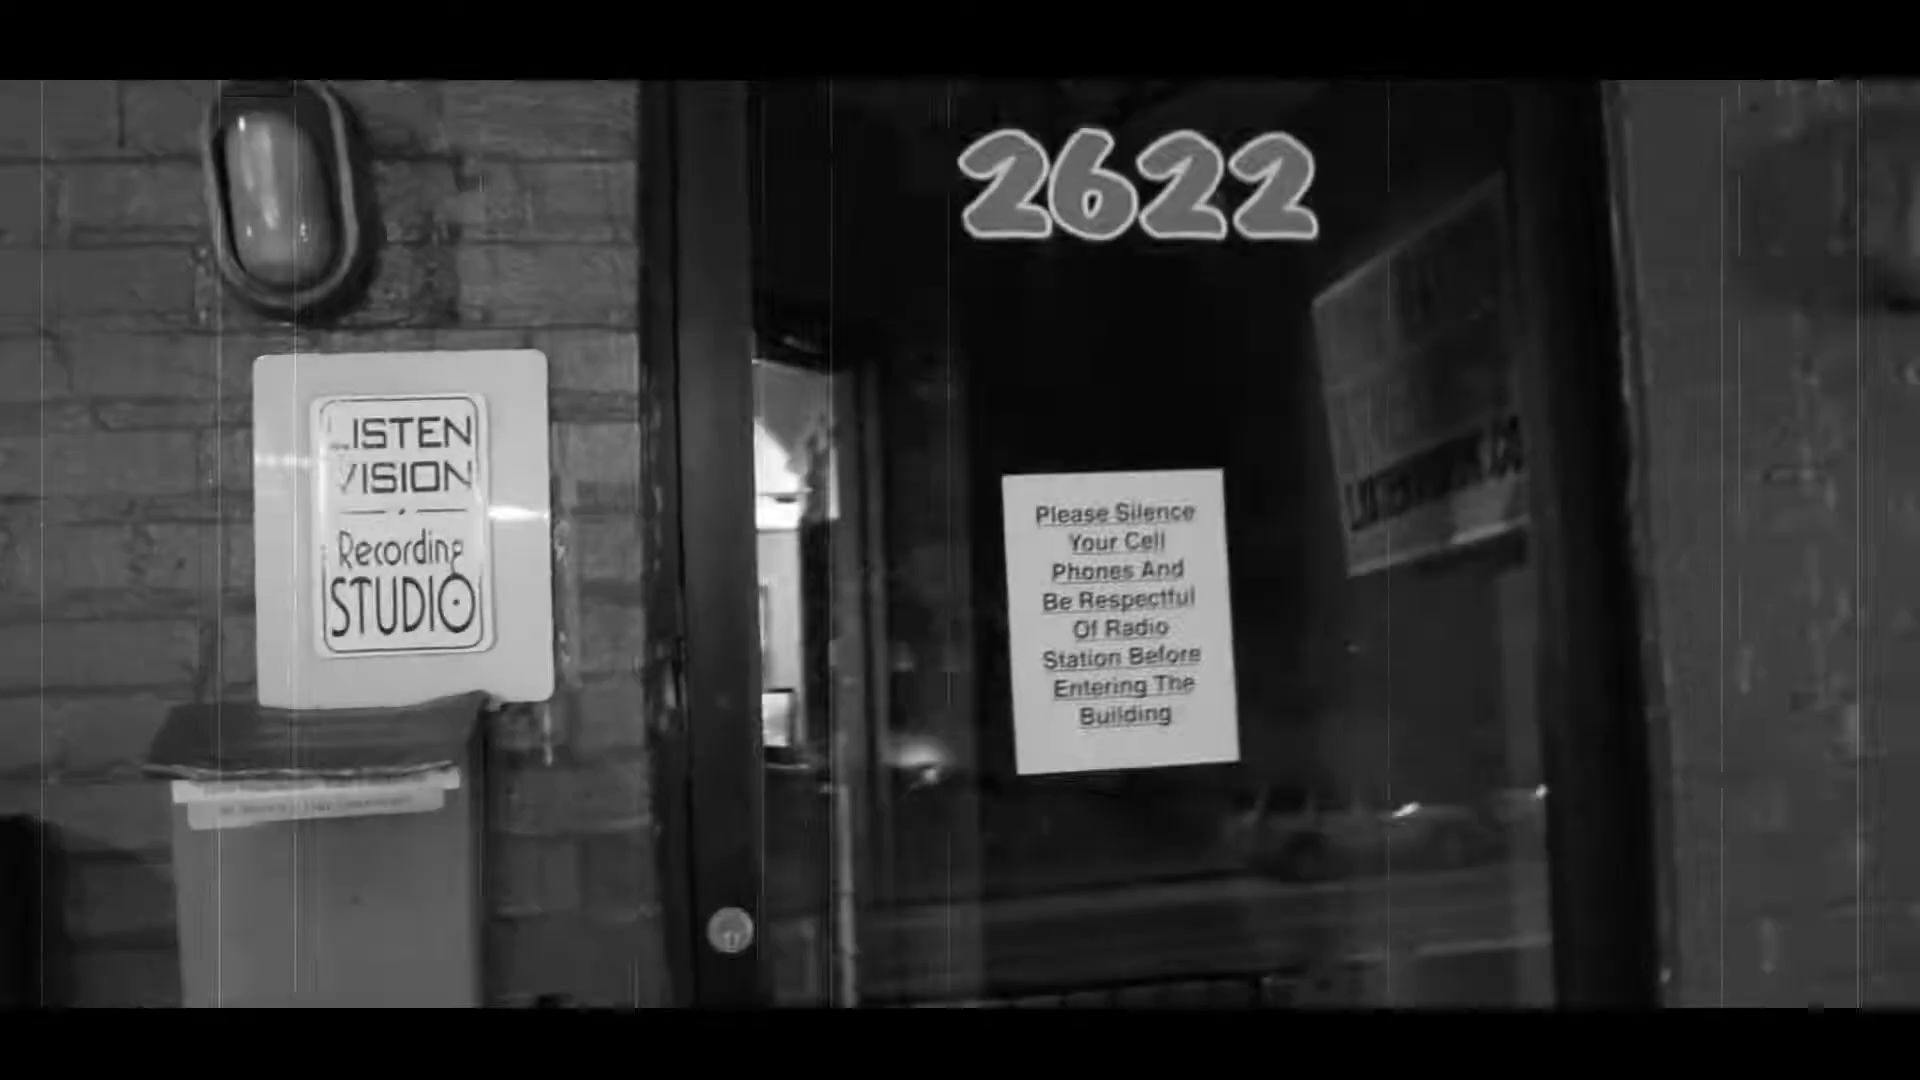 2622
LISTEN
VISION
Recording
STUDIO
Please Silence
Your Cell
Phones And
Be Respectful
Of Radio
Station Before
Entering The
Building